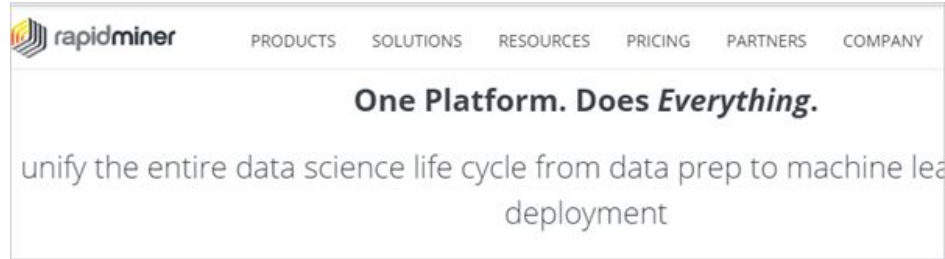 rapidminer PRODUCTS SOLUTIONS RESOURCES PRICING PARTNERS COMPANY
One Platform. Does Everything.
unify the entire data science life cycle from data prep to machine
deployment